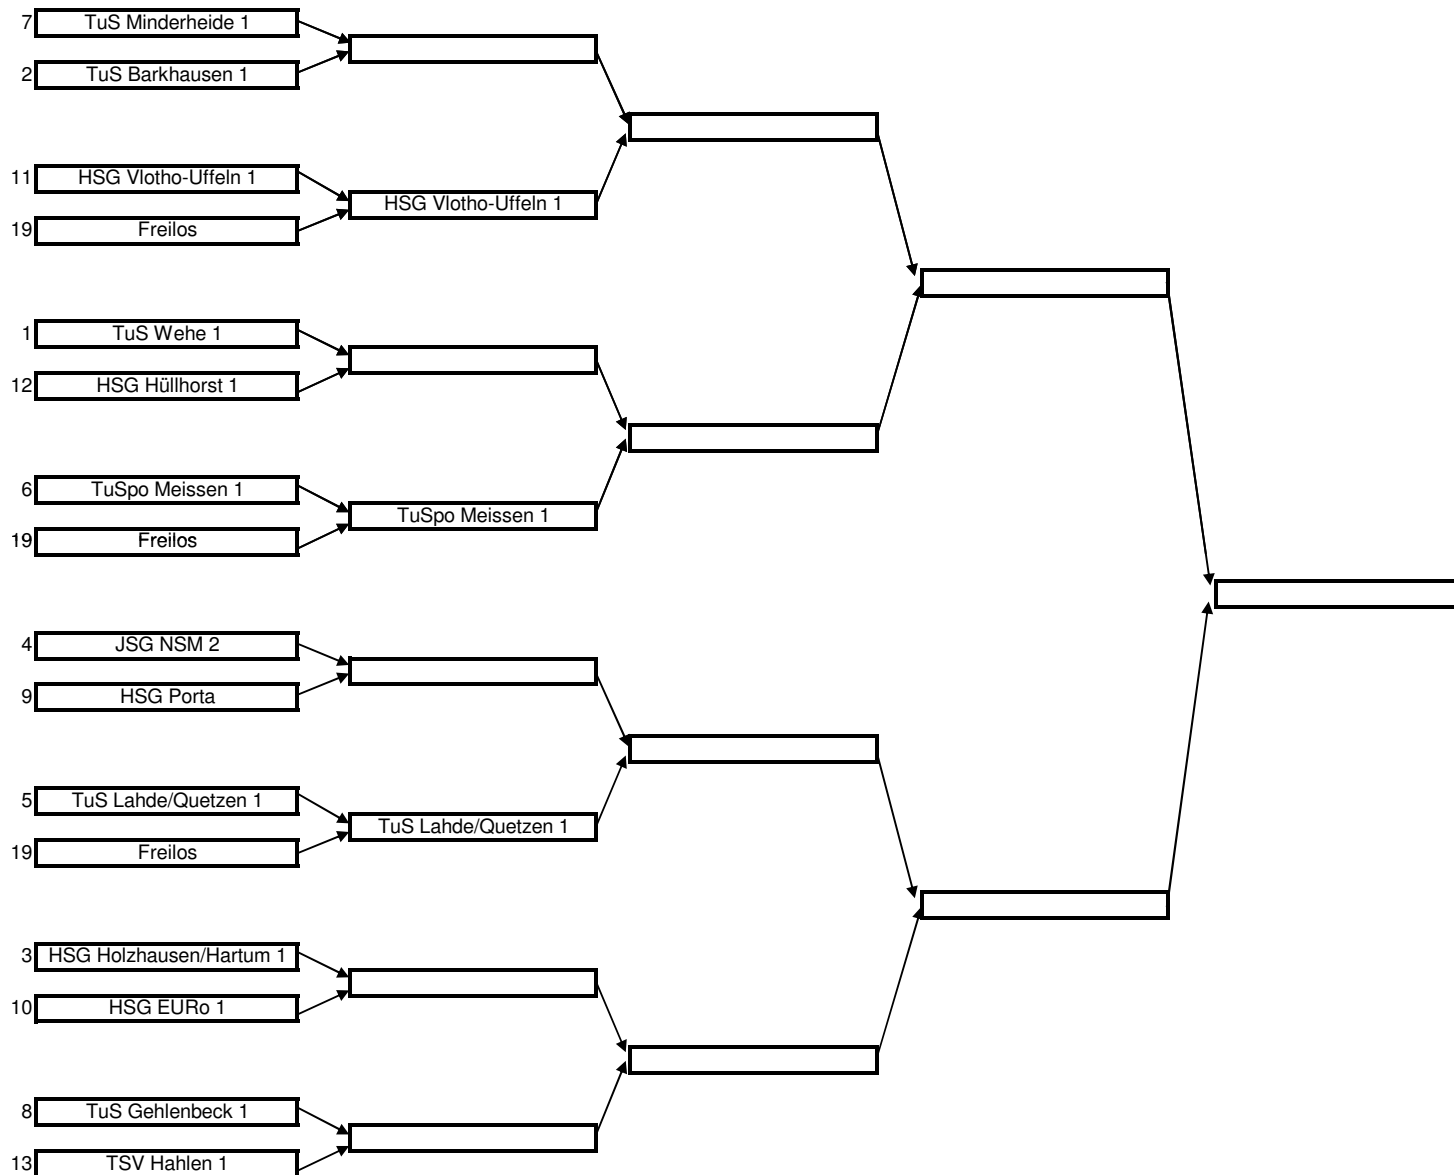 7 TuS Minderheide 1
2 TuS Barkhausen 1
11 HSG Vlotho-Uffeln 1
HSG Vlotho-Uffeln 1
19 Freilos
1 TuS Wehe 1
12 HSG Hüllhorst 1
6 TuSpo Meissen 1
TuSpo Meissen 1
19 Freilos
4 JSG NSM 2
9 HSG Porta
5 TuS Lahde/Quetzen 1
TuS Lahde/Quetzen 1
19 Freilos
3 HSG Holzhausen/Hartum 1
10 HSG EURo 1
8 TuS Gehlenbeck 1
13 TSV Hahlen 1